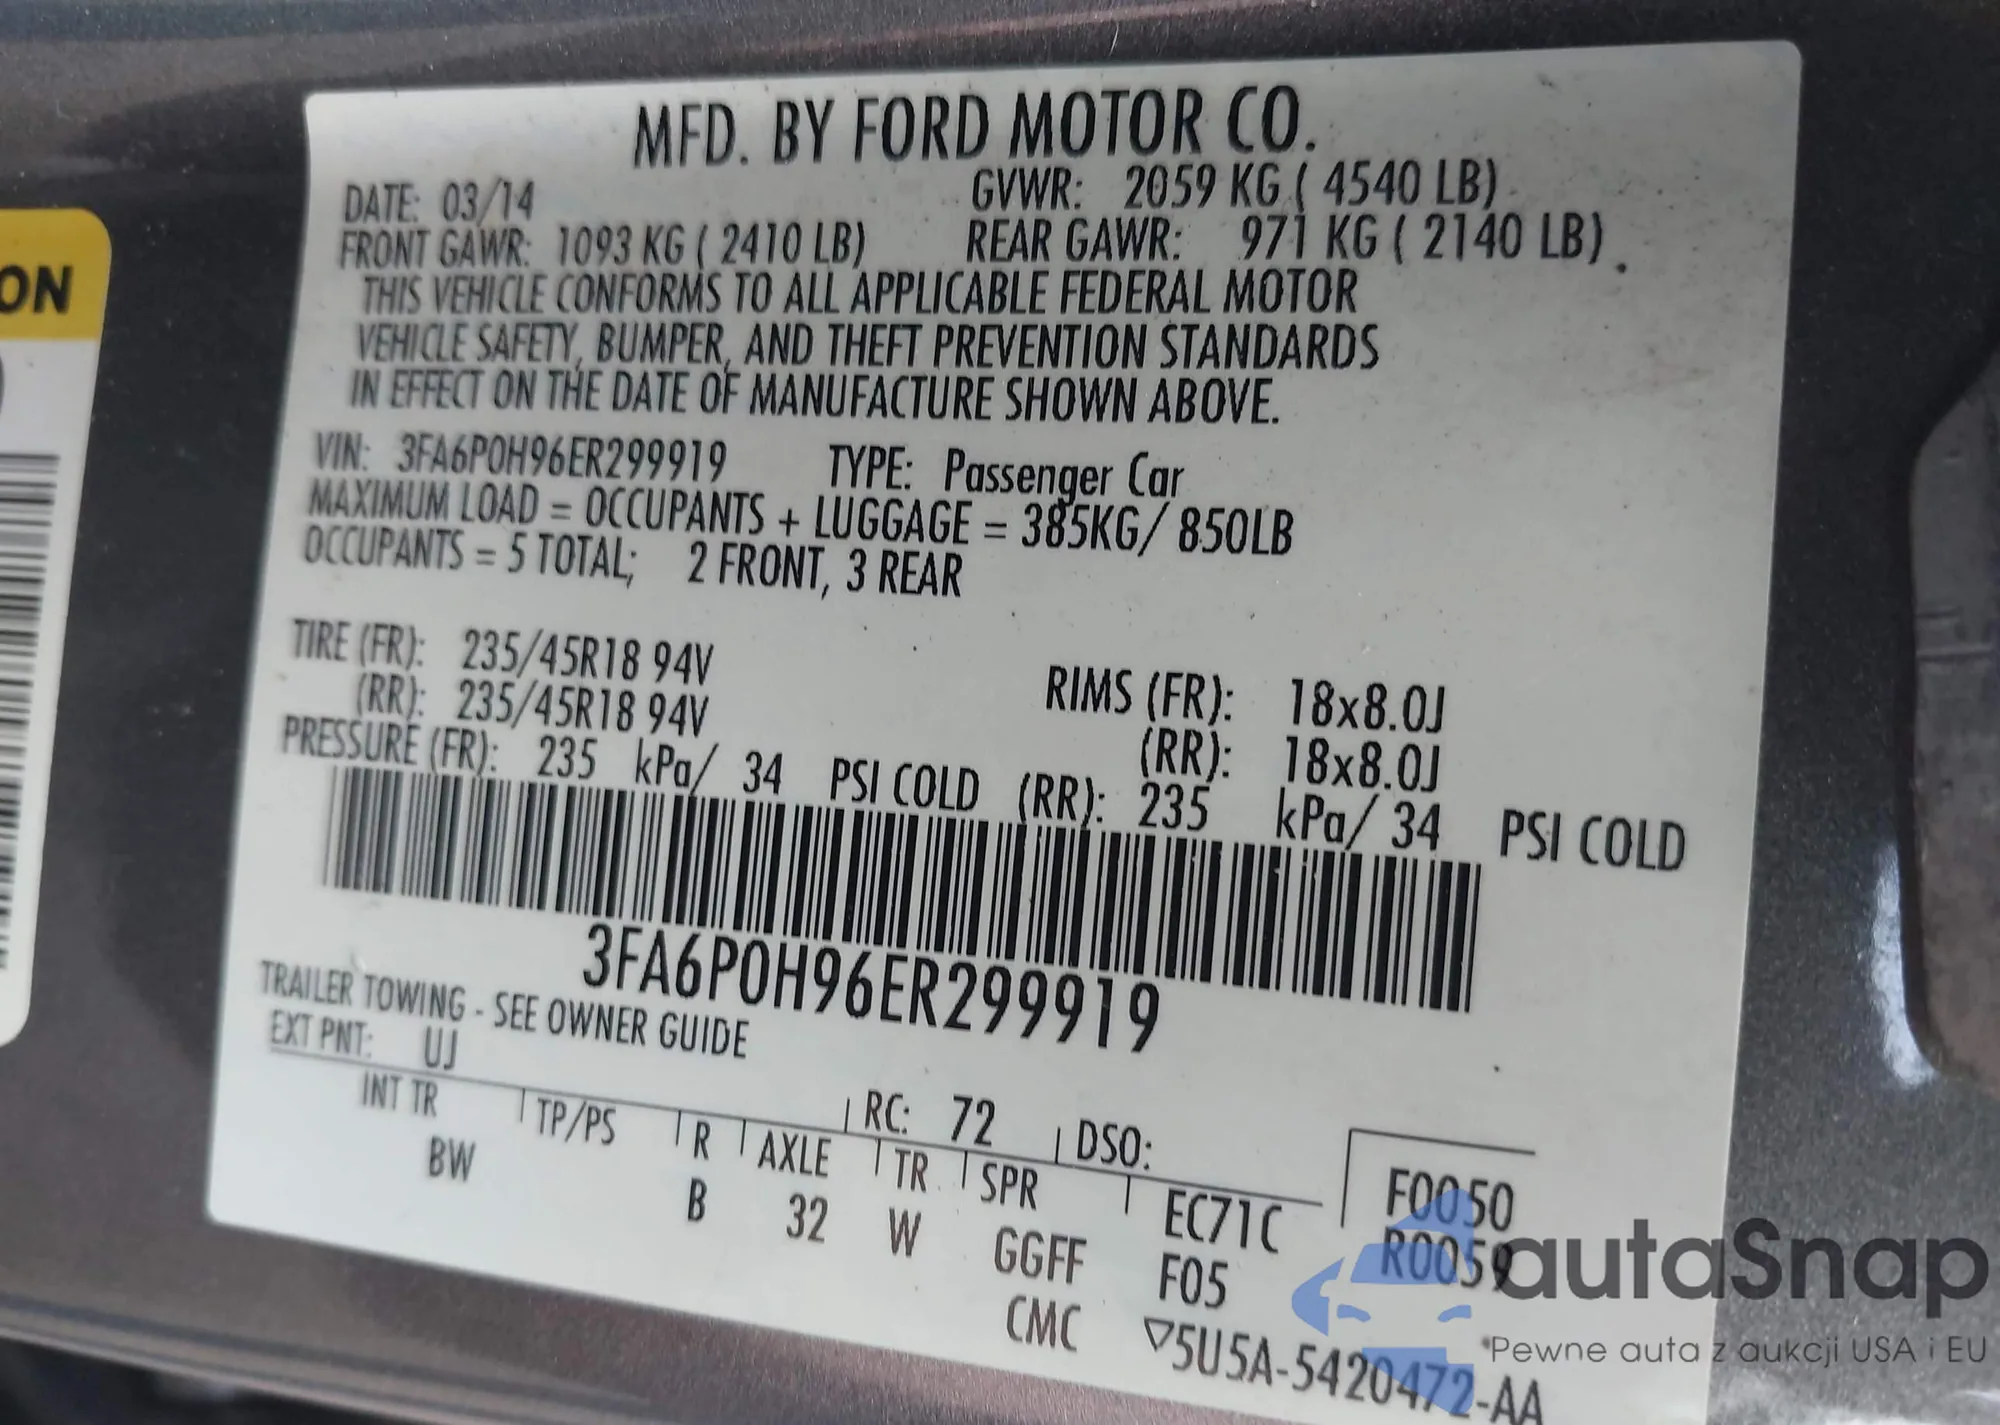 MFD. BY FORD MOTOR CO.
DATE: 03/14 GVWR: 2059 KG ( 4540 LB)
FRONT GAWR: 1093 KG ( 2410 LB) REAR GAWR: 971 KG ( 2140 LB)
THIS VEHICLE CONFORMS TO ALL APPLICABLE FEDERAL MOTOR
VEHICLE SAFETY, BUMPER, AND THEFT PREVENTION STANDARDS
IN EFFECT ON THE DATE OF MANUFACTURE SHOWN ABOVE.
VIN: 3FA6P0H96ER299919 TYPE: Passenger Car
MAXIMUM LOAD = OCCUPANTS + LUGGAGE = 385KG/ 850LB
OCCUPANTS = 5 TOTAL; 2 FRONT, 3 REAR
TIRE (FR): 235/45R18 94V RIMS (FR): 18x8.0J
(RR): 235/45R18 94V (RR): 18x8.0J
PRESSURE (FR): 235 kPa/ 34 PSI COLD (RR): 235 kPa/ 34 PSI COLD
3FA6P0H96ER299919
TRAILER TOWING - SEE OWNER GUIDE
EXT PNT: UJ RC: 72 DSO:
INT TR TP/PS R AXLE TR SPR EC71C F0050
BW B 32 W GGFF F05 R0059
CMC ▽5U5A-5420472-AA
ON
autaSnap
*Pewne auta z aukcji USA i EU